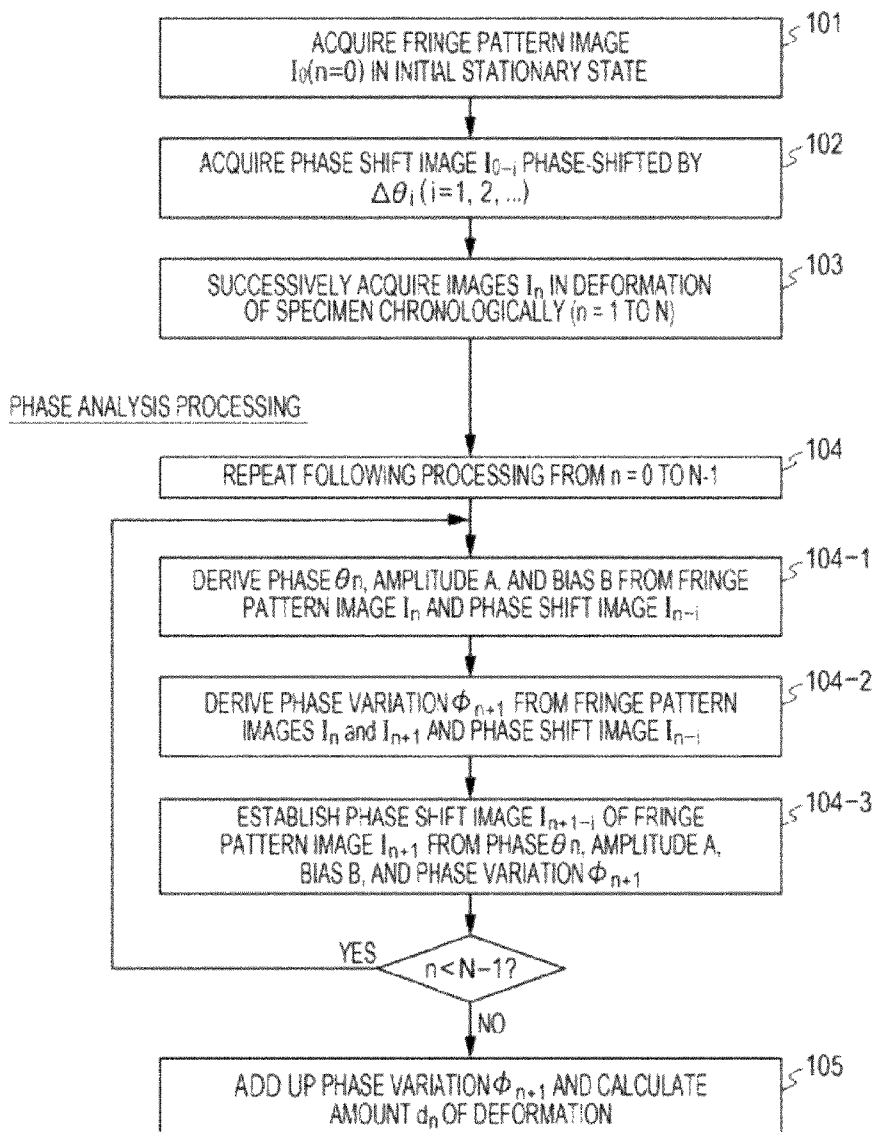 101
ACQUIRE FRINGE PATTERN IMAGE
I₀(n=0) IN INITIAL STATIONARY STATE
102
ACQUIRE PHASE SHIFT IMAGE I₀₋ᵢ PHASE-SHIFTED BY
Δθᵢ (i=1, 2, ...)
103
SUCCESSIVELY ACQUIRE IMAGES Iₙ IN DEFORMATION
OF SPECIMEN CHRONOLOGICALLY (n = 1 TO N)
PHASE ANALYSIS PROCESSING
104
REPEAT FOLLOWING PROCESSING FROM n = 0 TO N-1
104-1
DERIVE PHASE θn, AMPLITUDE A, AND BIAS B FROM FRINGE
PATTERN IMAGE Iₙ AND PHASE SHIFT IMAGE Iₙ₋ᵢ
104-2
DERIVE PHASE VARIATION Φₙ₊₁ FROM FRINGE PATTERN
IMAGES Iₙ and Iₙ₊₁ AND PHASE SHIFT IMAGE Iₙ₋ᵢ
104-3
ESTABLISH PHASE SHIFT IMAGE Iₙ₊₁₋ᵢ OF FRINGE
PATTERN IMAGE Iₙ₊₁ FROM PHASE θn, AMPLITUDE A,
BIAS B, AND PHASE VARIATION Φₙ₊₁
YES
n<N-1?
NO
105
ADD UP PHASE VARIATION Φₙ₊₁ AND CALCULATE
AMOUNT dₙ OF DEFORMATION